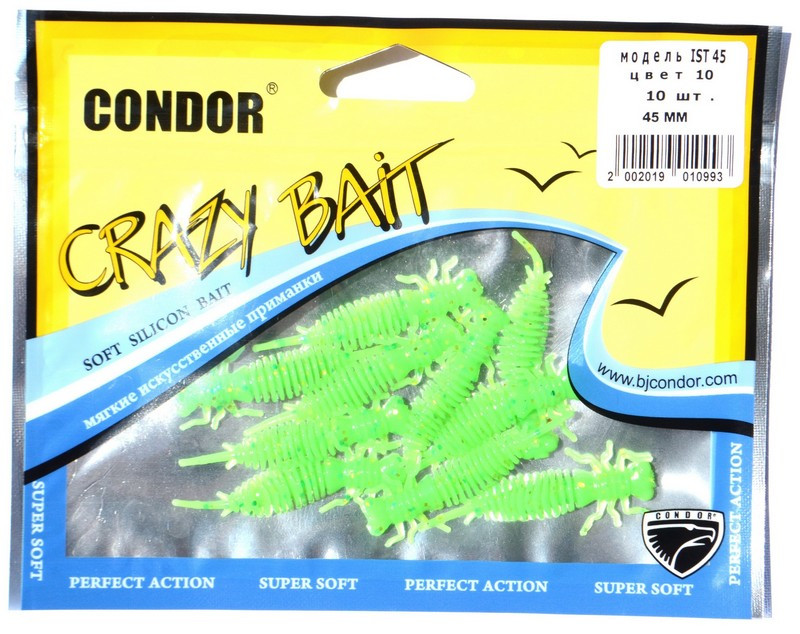 модель IST 45
цвет 10
10 шт.
45 ММ
2 002019 010993
CONDOR®
CRAZY BAiT
SOFT SILICON BAIT
мягкие искусственные приманки
www.bjcondor.com
SUPER SOFT
PERFECT ACTION
CONDOR®
PERFECT ACTION SUPER SOFT PERFECT ACTION SUPER SOFT